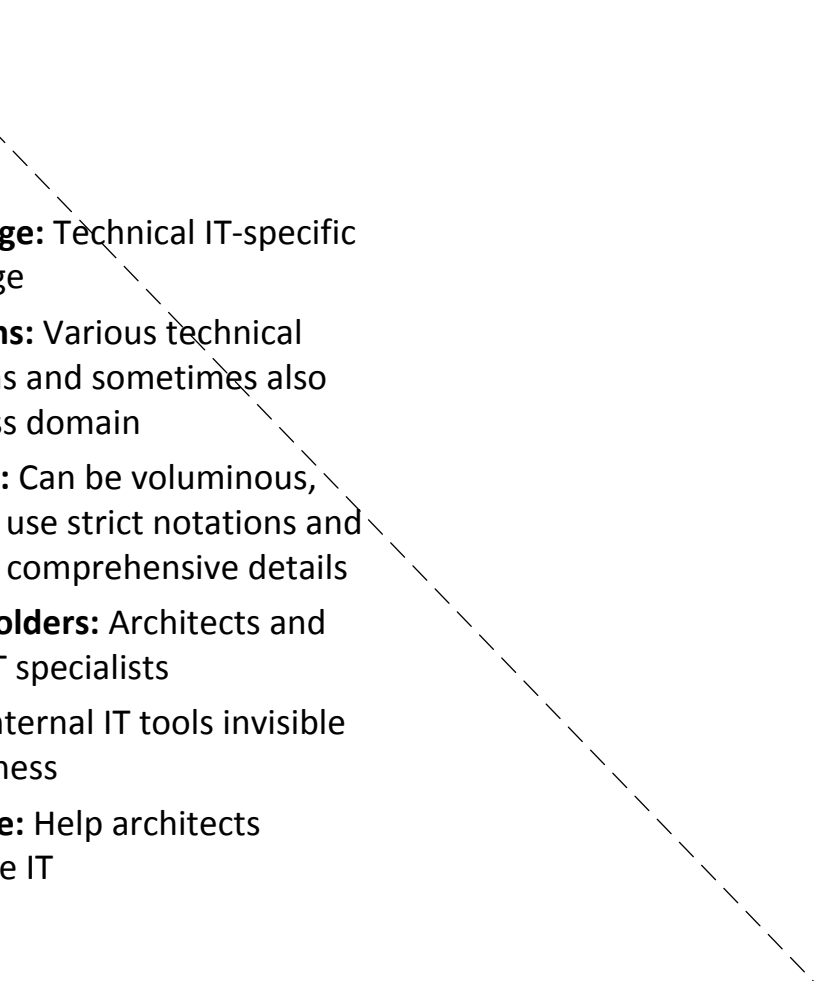 ge: Technical IT-specific
ge
ns: Various technical
ns and sometimes also
ss domain
: Can be voluminous,
use strict notations and
comprehensive details
olders: Architects and
T specialists
nternal IT tools invisible
ness
e: Help architects
e IT